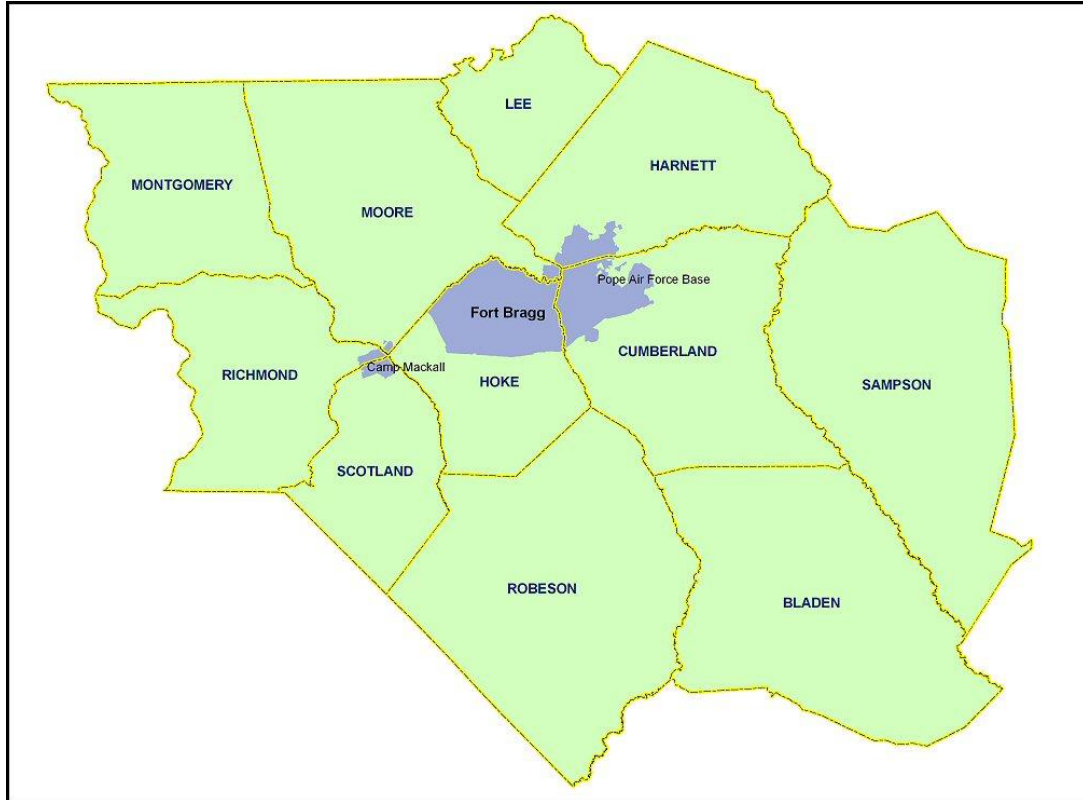 LEE
HARNETT
MONTGOMERY
MOORE
Pope Air Force Base
Fort Bragg
CUMBERLAND
Camp Mackall
RICHMOND
HOKE
SAMPSON
SCOTLAND
ROBESON
BLADEN